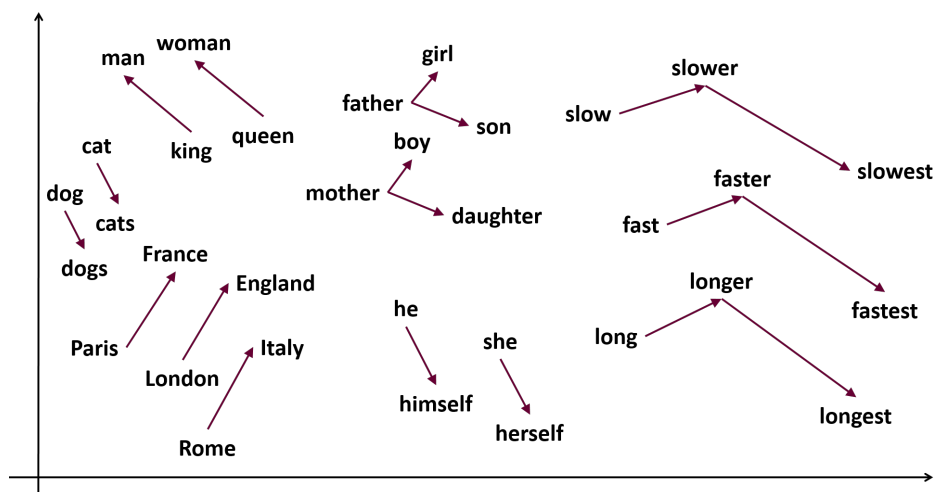 man
woman
king
queen
cat
dog
cats
dogs
France
England
Paris
Italy
London
Rome
girl
father
son
boy
mother
daughter
he
she
himself
herself
slower
slow
slowest
faster
fast
fastest
longer
long
longest